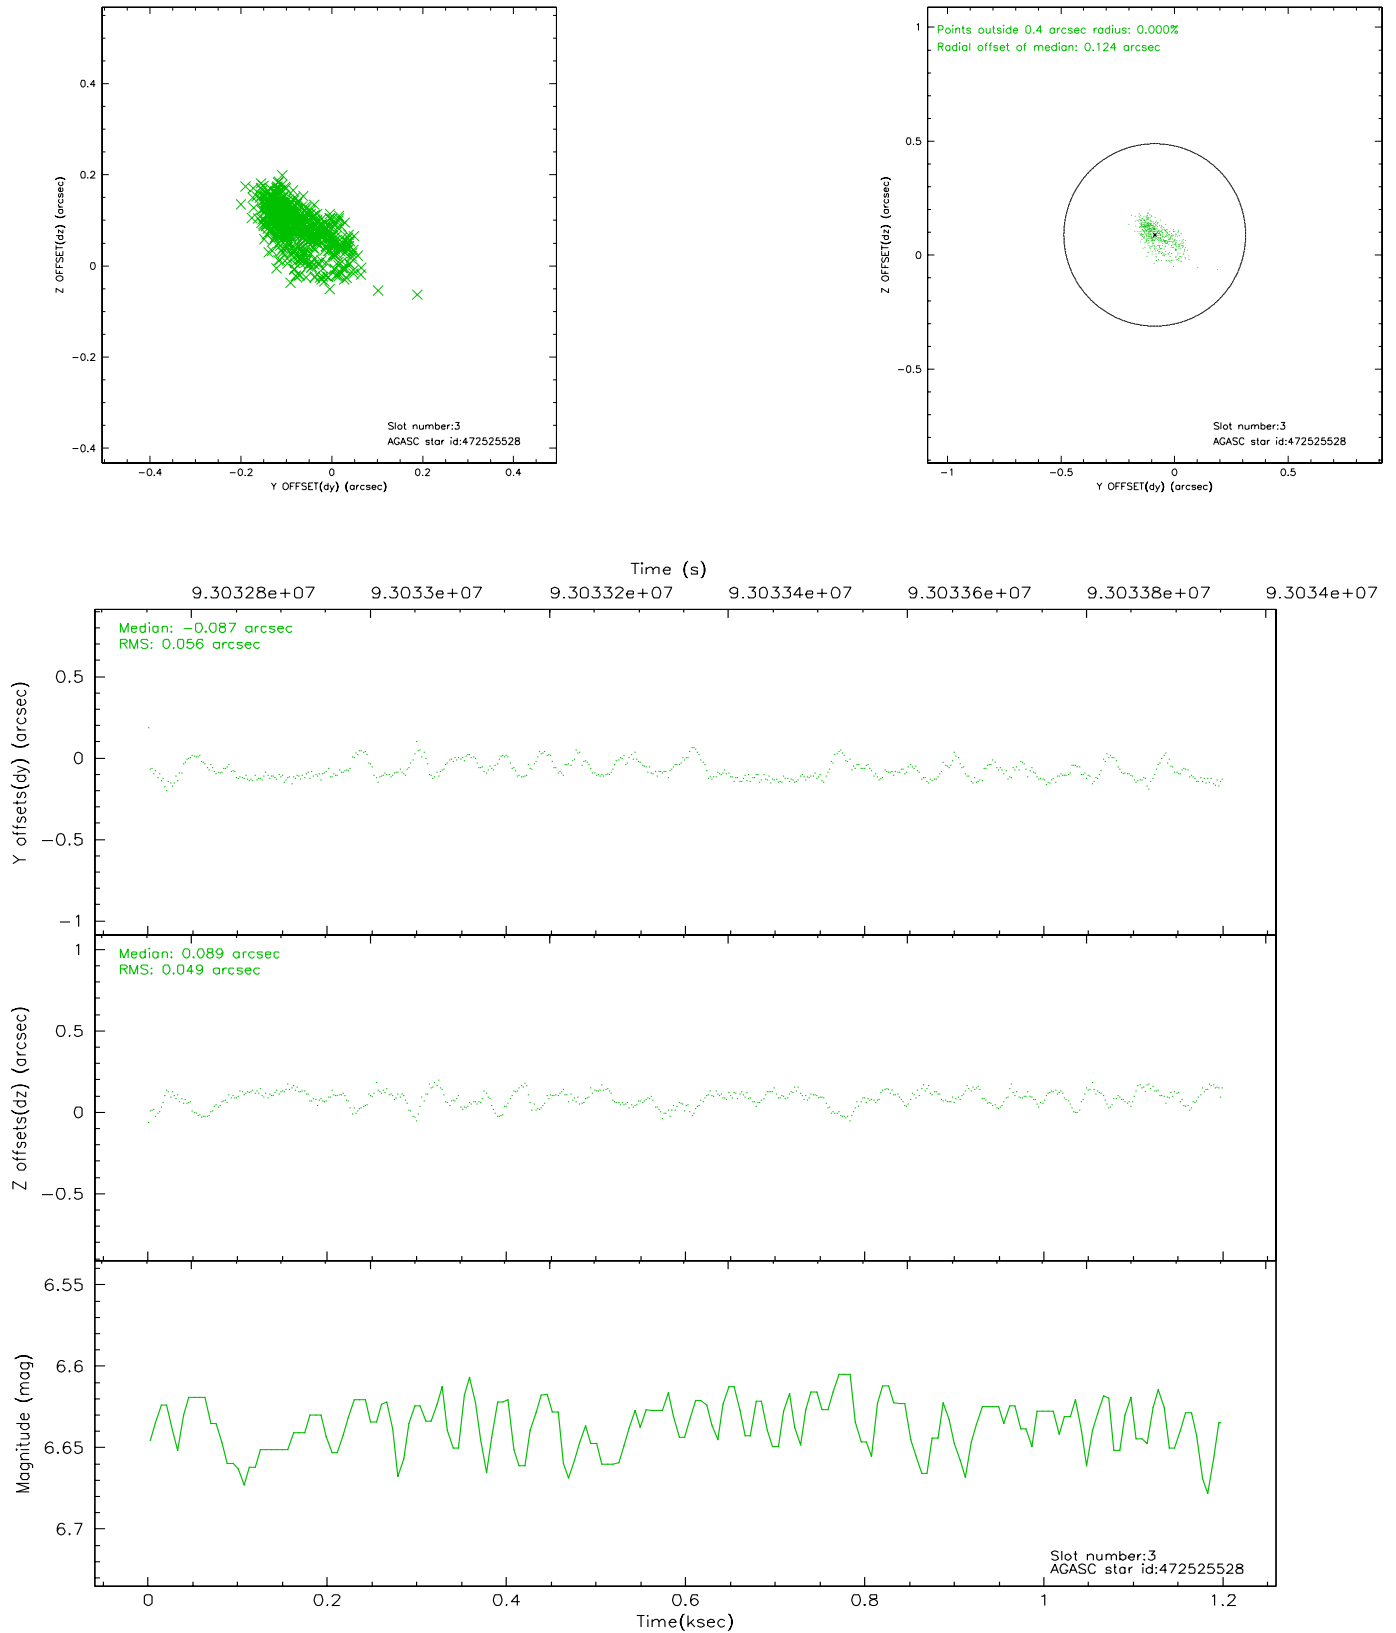 0.4
0.2
0
−0.2
−0.4
Z OFFSET(dz) (arcsec)
Slot number:3
AGASC star id:472525528
−0.4 −0.2 0 0.2 0.4
Y OFFSET(dy) (arcsec)
Points outside 0.4 arcsec radius: 0.000%
Radial offset of median: 0.124 arcsec
1
0.5
0
−0.5
Z OFFSET(dz) (arcsec)
Slot number:3
AGASC star id:472525528
−1 −0.5 0 0.5
Y OFFSET(dy) (arcsec)
Time (s)
9.30328e+07 9.3033e+07 9.30332e+07 9.30334e+07 9.30336e+07 9.30338e+07 9.3034e+07
Median: −0.087 arcsec
RMS: 0.056 arcsec
0.5
0
−0.5
−1
Y offsets(dy) (arcsec)
Median: 0.089 arcsec
RMS: 0.049 arcsec
1
0.5
0
−0.5
Z offsets(dz) (arcsec)
6.55
6.6
6.65
6.7
Magnitude (mag)
Slot number:3
AGASC star id:472525528
0 0.2 0.4 0.6 0.8 1 1.2
Time(ksec)